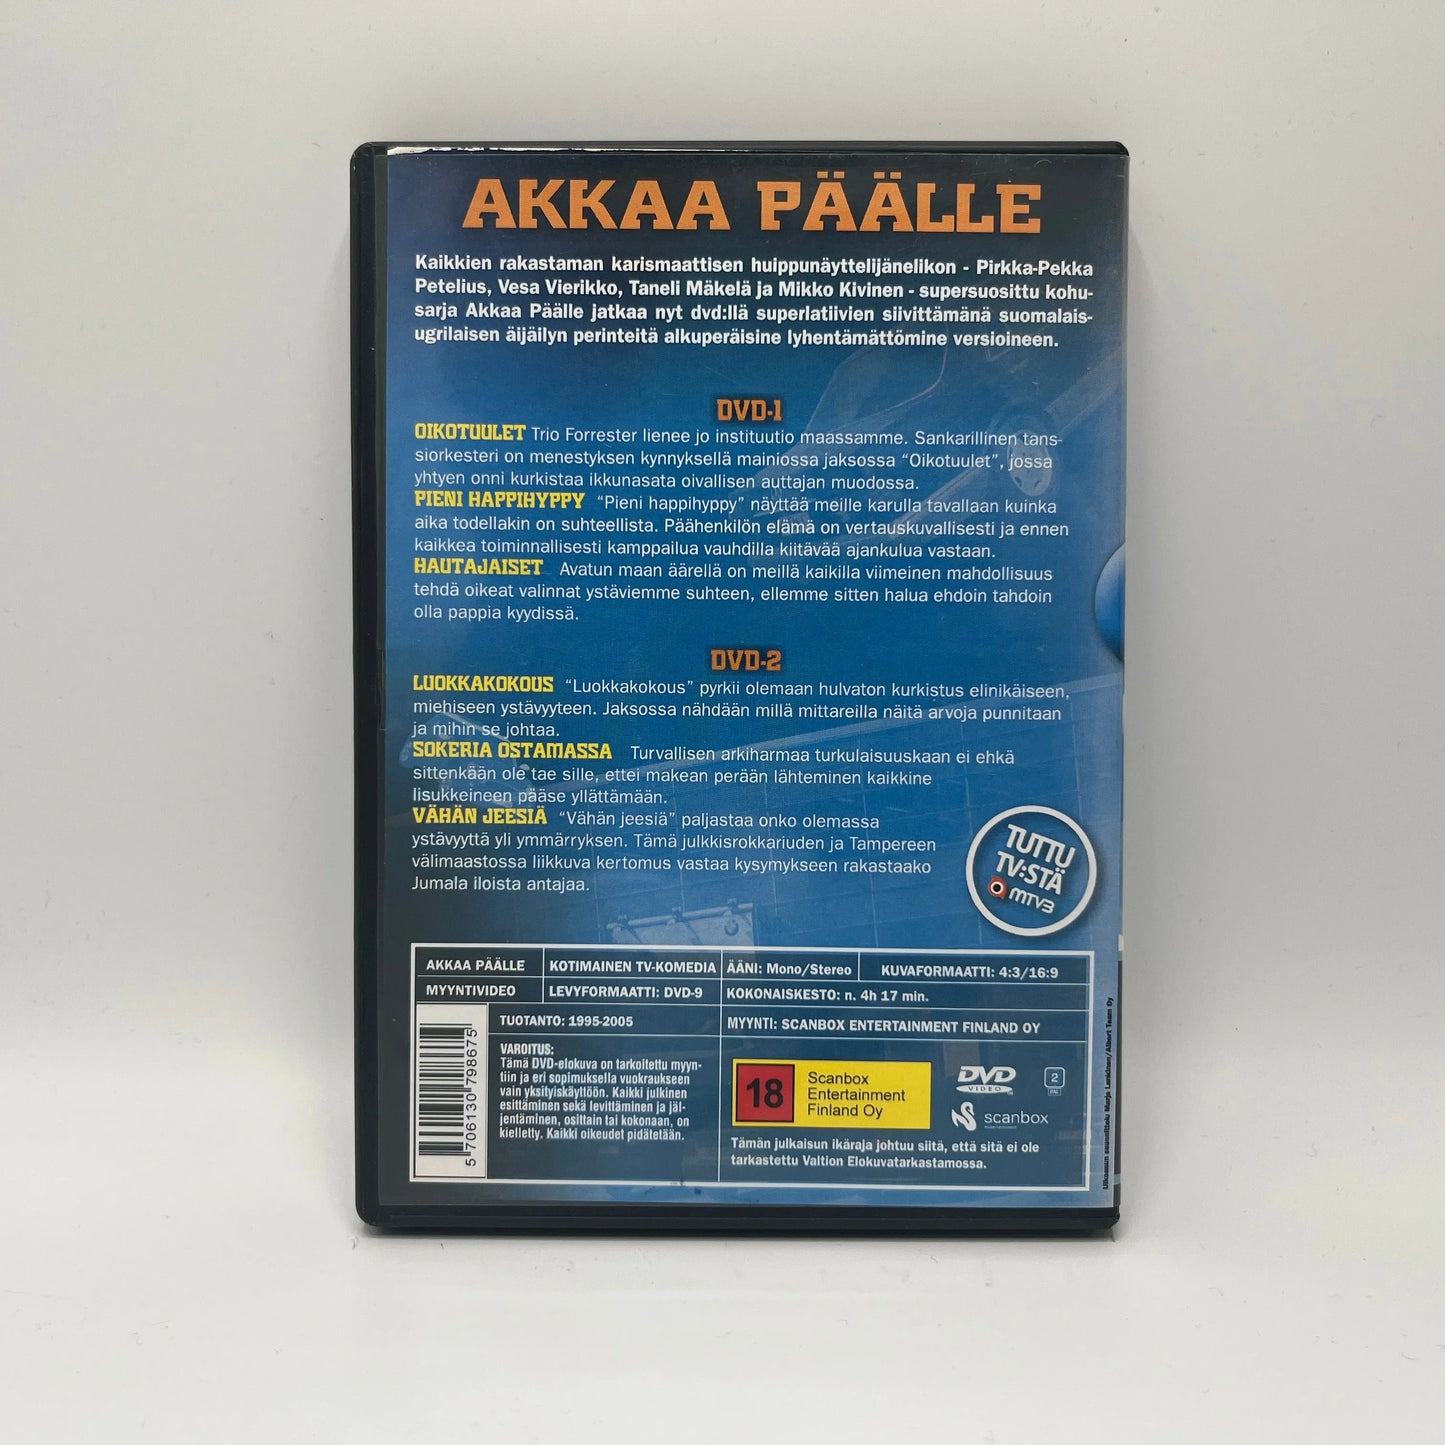 AKKAA PÄÄLLE
Kaikkien rakastaman karismaattisen huippunäyttelijänelikon - Pirkka-Pekka
Petelius, Vesa Vierikko, Taneli Mäkelä ja Mikko Kivinen - supersuosittu kohu-
sarja Akkaa Päälle jatkaa nyt dvd:llä superlatiivien siivittämänä suomalais-
ugrilaisen äijäilyn perinteitä alkuperäisine lyhentämättömine versioineen.
DVD-1
OIKOTUULET Trio Forrester lienee jo instituutio maassamme. Sankarillinen tans-
siorkesteri on menestyksen kynnyksellä mainiossa jaksossa "Oikotuulet", jossa
yhtyen onni kurkistaa ikkunasata oivallisen auttajan muodossa.
PIENI HAPPIHYPPY "Pieni happihyppy" näyttää meille karulla tavallaan kuinka
aika todellakin on suhteellista. Päähenkilön elämä on vertauskuvallisesti ja ennen
kaikkea toiminnallisesti kamppailua vauhdilla kiitävää ajankulua vastaan.
HAUTAJAISET Avatun maan äärellä on meillä kaikilla viimeinen mahdollisuus
tehdä oikeat valinnat ystäviemme suhteen, ellemme sitten halua ehdoin tahdoin
olla pappia kyydissä.
DVD-2
LUOKKAKOKOUS "Luokkakokous" pyrkii olemaan hulvaton kurkistus elinikäiseen,
miehiseen ystävyyteen. Jaksossa nähdään millä mittareilla näitä arvoja punnitaan
ja mihin se johtaa.
SOKERIA OSTAMASSA Turvallisen arkiharmaa turkulaisuuskaan ei ehkä
sittenkään ole tae sille, ettei makean perään lähteminen kaikkine
lisukkeineen pääse yllättämään.
VÄHÄN JEESIÄ "Vähän jeesiä" paljastaa onko olemassa
ystävyyttä yli ymmärryksen. Tämä julkkisrokkariuden ja Tampereen
välimaastossa liikkuva kertomus vastaa kysymykseen rakastaako
Jumala iloista antajaa.
TUTTU
TV:STÄ
MTV3
AKKAA PÄÄLLE KOTIMAINEN TV-KOMEDIA ÄÄNI: Mono/Stereo KUVAFORMAATTI: 4:3/16:9
MYYNTIVIDEO LEVYFORMAATTI: DVD-9 KOKONAISKESTO: n. 4h 17 min.
TUOTANTO: 1995-2005 MYYNTI: SCANBOX ENTERTAINMENT FINLAND OY
VAROITUS:
Tämä DVD-elokuva on tarkoitettu myyn-
tiin ja eri sopimuksella vuokraukseen
vain yksityiskäyttöön. Kaikki julkinen
esittäminen sekä levittäminen ja jäl-
jentäminen, osittain tai kokonaan, on
kielletty. Kaikki oikeudet pidätetään.
5 706130 798675
18
Scanbox
Entertainment
Finland Oy
DVD
VIDEO
2
PAL
scanbox
Tämän julkaisun ikäraja johtuu siitä, että sitä ei ole
tarkastettu Valtion Elokuvatarkastamossa.